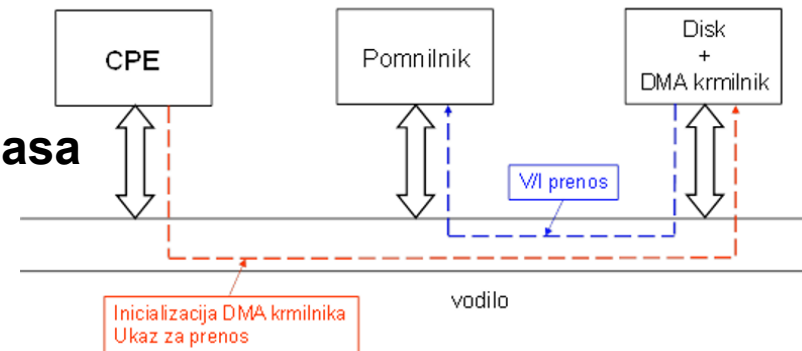 CPE
Pomnilnik
Disk
+
DMA krmilnik
asa
V/I prenos
Inicializacija DMA krmilnika
Ukaz za prenos
vodilo